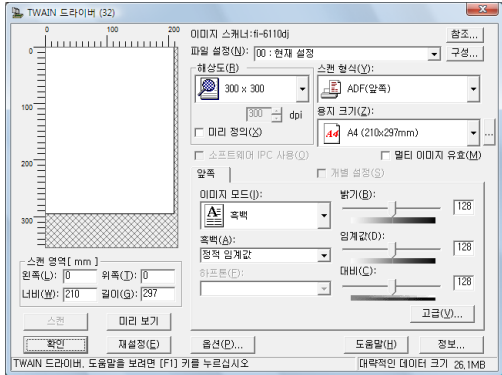 TWAIN 드라이버 (32)
0 100 200
0
100
200
300
이미지 스캐너:fi-6110dj
참조...
파일 설정(N): 00 : 현재 설정
구성...
해상도(R)
300 x 300
300 dpi
미리 정의(X)
스캔 형식(Y):
ADF(앞쪽)
용지 크기(Z):
A4 A4 (210x297mm)
...
소프트웨어 IPC 사용(O)
멀티 이미지 유효(M)
앞쪽
개별 설정(S)
이미지 모드(I):
흑백
흑백(A):
정적 임계값
하프톤(F):
밝기(B):
128
임계값(D):
128
대비(C):
128
고급(V)...
스캔 영역[ mm ]
왼쪽(L): 0 위쪽(T): 0
너비(W): 210 길이(G): 297
스캔
미리 보기
확인
재설정(E)
옵션(P)...
도움말(H)
정보...
TWAIN 드라이버, 도움말을 보려면 [F1] 키를 누르십시오
대략적인 데이터 크기 26,1MB